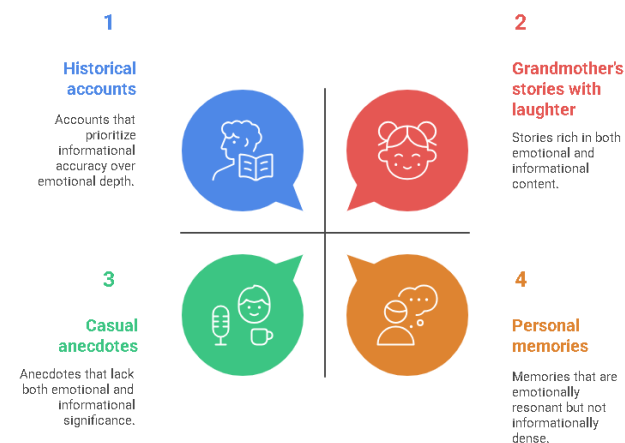 1
Historical
accounts
Accounts that
prioritize
informational
accuracy over
emotional depth.
2
Grandmother's
stories with
laughter
Stories rich in both
emotional and
informational
content.
3
Casual
anecdotes
Anecdotes that lack
both emotional and
informational
significance.
4
Personal
memories
Memories that are
emotionally
resonant but not
informationally
dense.